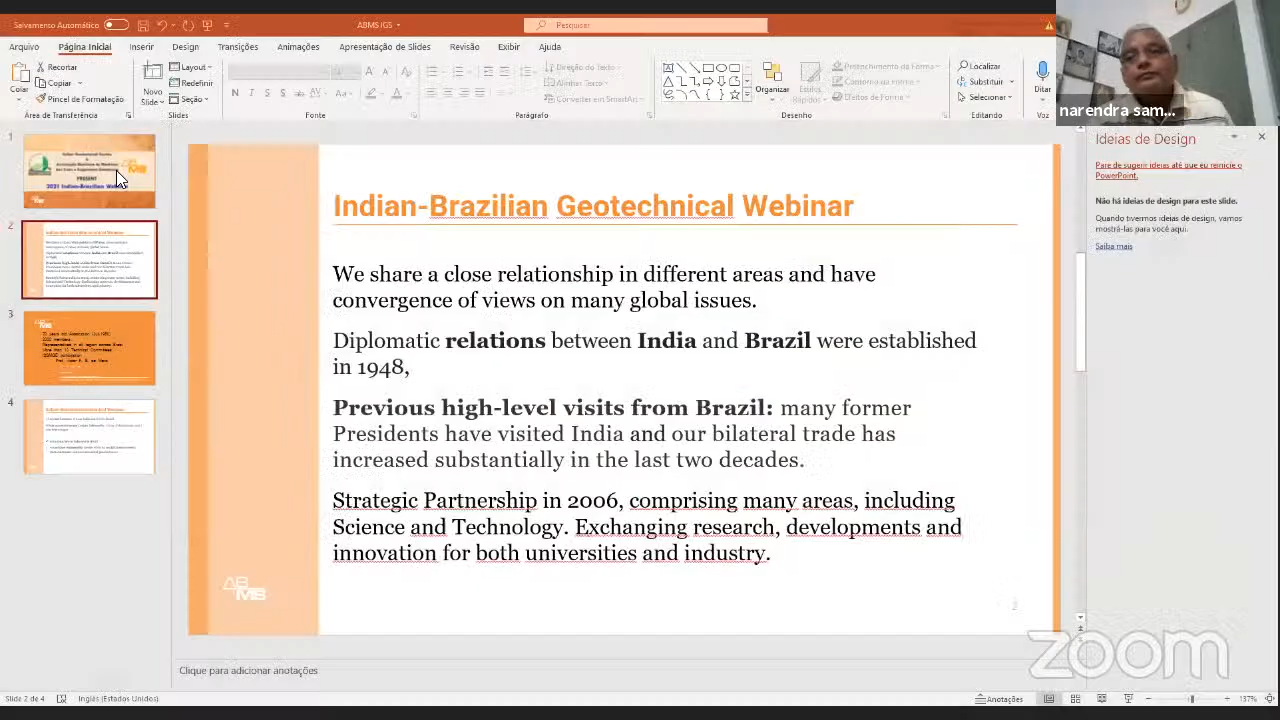 Salvamento Automático
ABMS IGS
Pesquisar
Arquivo
Página Inicial
Inserir
Design
Transições
Animações
Apresentação de Slides
Revisão
Exibir
Ajuda
Colar
Recortar
Copiar
Pincel de Formatação
Área de Transferência
Novo Slide
Layout
Redefinir
Seção
Slides
N I S
Fonte
Direção do Texto
Alinhar Texto
Converter em SmartArt
Parágrafo
Organizar
Estilos Rápidos
Preenchimento da Forma
Contorno da Forma
Efeitos de Forma
Desenho
Localizar
Substituir
Selecionar
Editando
Ditar
Voz
narendra sam...
1
PRESENT
2
3
4
Indian-Brazilian Geotechnical Webinar
We share a close relationship in different areas and have
convergence of views on many global issues.
Diplomatic relations between India and Brazil were established
in 1948,
Previous high-level visits from Brazil: many former
Presidents have visited India and our bilateral trade has
increased substantially in the last two decades.
Strategic Partnership in 2006, comprising many areas, including
Science and Technology. Exchanging research, developments and
innovation for both universities and industry.
ABMS
2
Ideias de Design
Pare de sugerir ideias até que eu reinicie o
PowerPoint.
Não há ideias de design para este slide.
Quando tivermos ideias de design, vamos
mostrá-las para você aqui.
Saiba mais
zoom
Clique para adicionar anotações
Slide 2 de 4
Inglês (Estados Unidos)
Anotações
137%